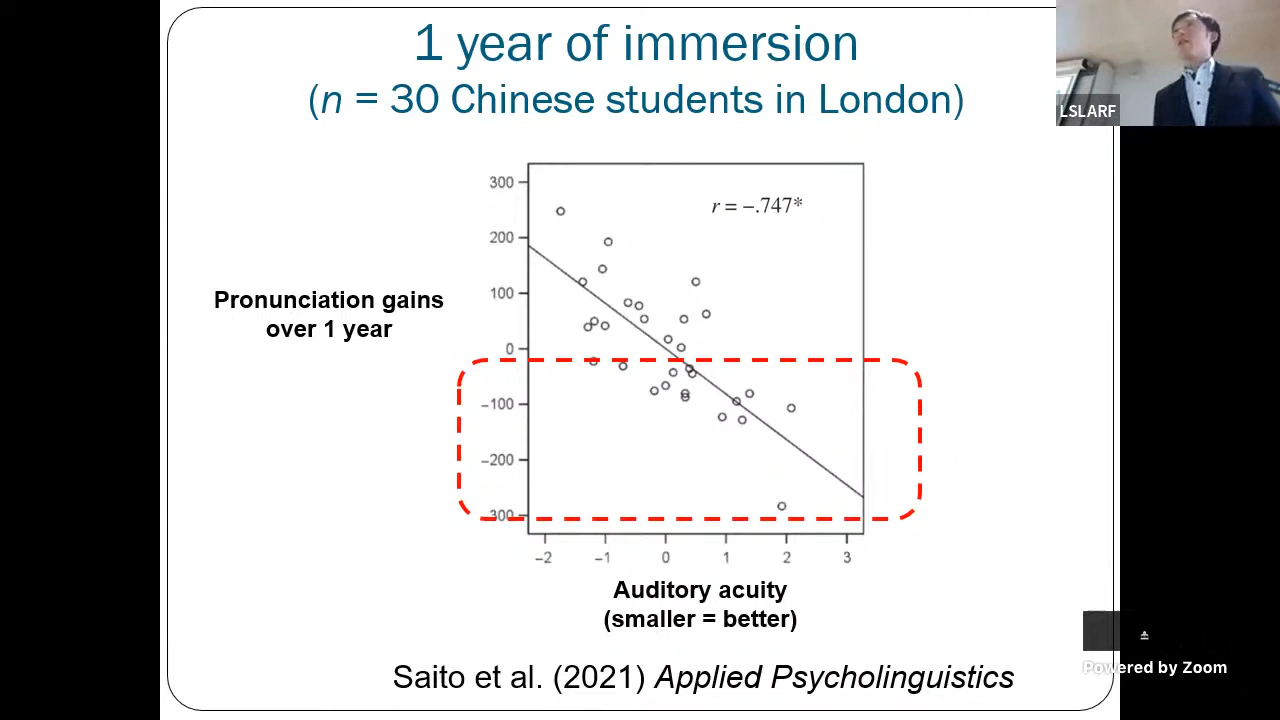 1 year of immersion
(n = 30 Chinese students in London)
LSLARF
300
r = −.747*
200
Pronunciation gains
over 1 year
100
0
−100
−200
300
−2 −1 0 1 2 3
Auditory acuity
(smaller = better)
Powered by Zoom
Saito et al. (2021) Applied Psycholinguistics